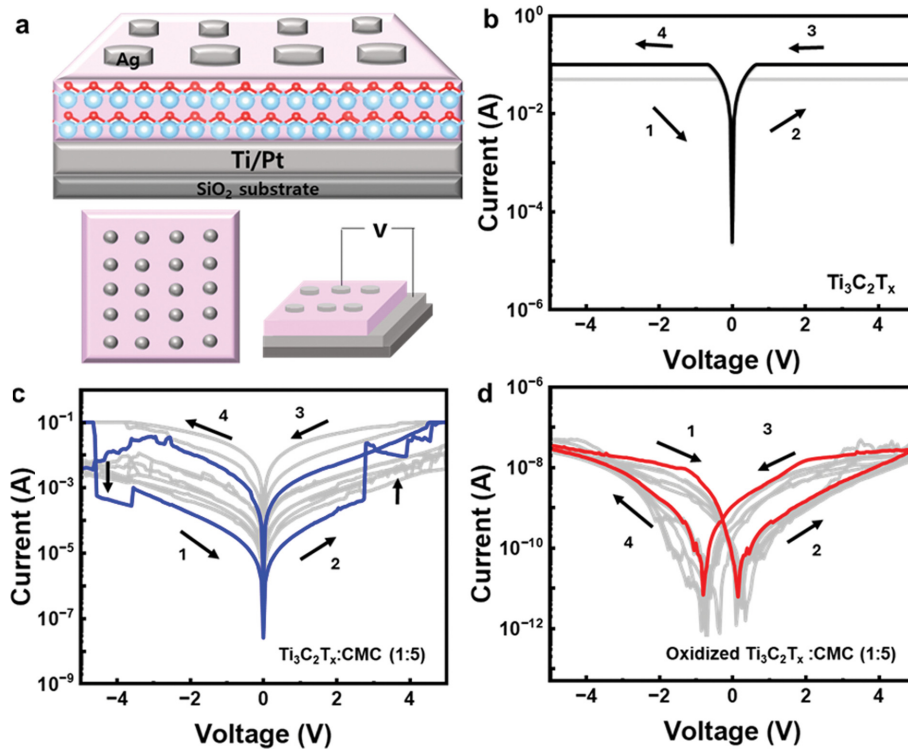 a
Ag
Ti/Pt
SiO₂ substrate
V
b
Current (A)
10⁰
10⁻²
10⁻⁴
10⁻⁶
4
3
1
2
Ti₃C₂Tₓ
−4 −2 0 2 4
Voltage (V)
c
Current (A)
10⁻¹
10⁻³
10⁻⁵
10⁻⁷
10⁻⁹
4
3
1
2
Ti₃C₂Tₓ:CMC (1:5)
−4 −2 0 2 4
Voltage (V)
d
Current (A)
10⁻⁶
10⁻⁸
10⁻¹⁰
10⁻¹²
1
3
4
2
Oxidized Ti₃C₂Tₓ :CMC (1:5)
−4 −2 0 2 4
Voltage (V)